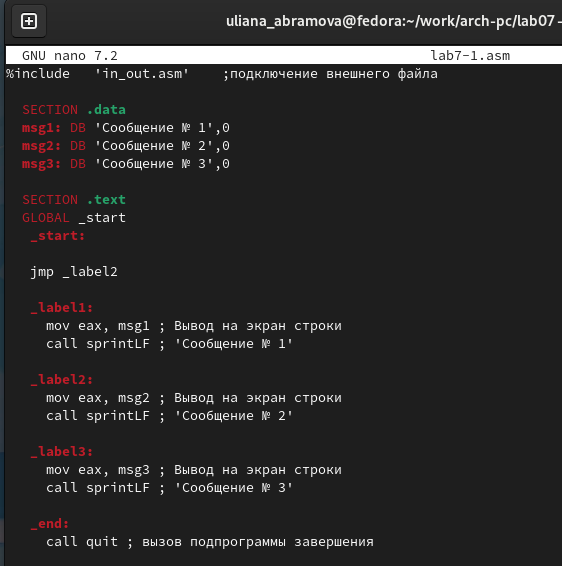 uliana_abramova@fedora:~/work/arch-pc/lab07 -
GNU nano 7.2 lab7-1.asm
%include 'in_out.asm' ;подключение внешнего файла
SECTION .data
msg1: DB 'Сообщение № 1',0
msg2: DB 'Сообщение № 2',0
msg3: DB 'Сообщение № 3',0
SECTION .text
GLOBAL _start
_start:
jmp _label2
_label1:
mov eax, msg1 ; Вывод на экран строки
call sprintLF ; 'Сообщение № 1'
_label2:
mov eax, msg2 ; Вывод на экран строки
call sprintLF ; 'Сообщение № 2'
_label3:
mov eax, msg3 ; Вывод на экран строки
call sprintLF ; 'Сообщение № 3'
_end:
call quit ; вызов подпрограммы завершения